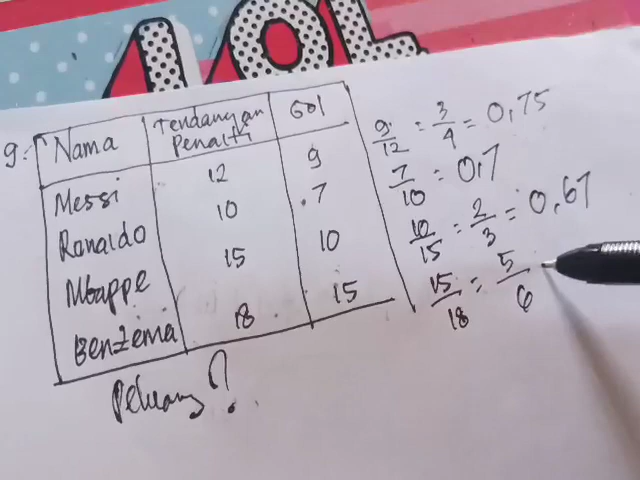 LOL
9.
Nama Tendangan Penalti Gol
Messi 12 9
Ronaldo 10 7
Mbappe 15 10
Benzema 18 15
Peluang?
9/12 = 3/4 = 0,75
7/10 = 0,7
10/15 = 2/3 = 0,67
15/18 = 5/6